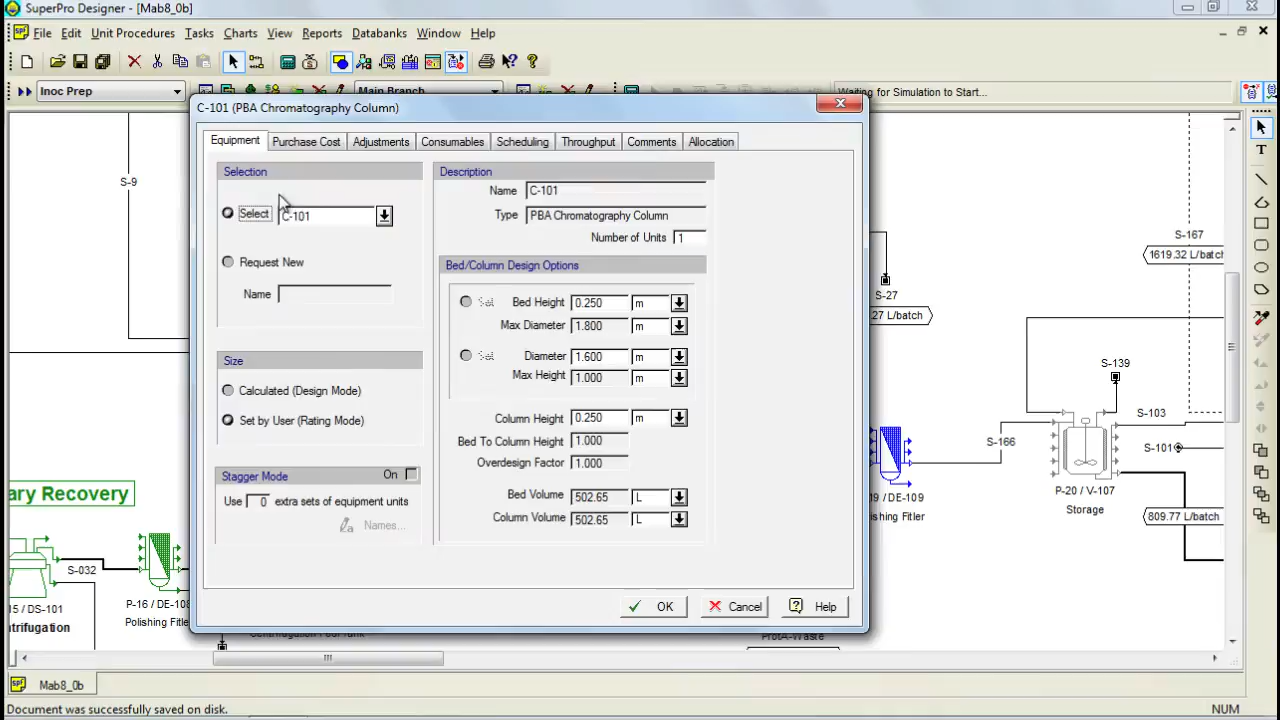 SuperPro Designer - [Mab8_0b]
File Edit Unit Procedures Tasks Charts View Reports Databanks Window Help
Inoc Prep
Main Branch
Waiting for Simulation to Start...
C-101 (PBA Chromatography Column)
Equipment Purchase Cost Adjustments Consumables Scheduling Throughput Comments Allocation
Selection
Select C-101
Request New
Name
Size
Calculated (Design Mode)
Set by User (Rating Mode)
Stagger Mode On
Use 0 extra sets of equipment units
Names...
Description
Name C-101
Type PBA Chromatography Column
Number of Units 1
Bed/Column Design Options
Set Bed Height 0.250 m
Max Diameter 1.800 m
Set Diameter 1.600 m
Max Height 1.000 m
Column Height 0.250 m
Bed To Column Height 1.000
Overdesign Factor 1.000
Bed Volume 502.65 L
Column Volume 502.65 L
OK Cancel Help
S-9
ary Recovery
S-032
15 / DS-101
ntrifugation
P-16 / DE-108
Polishing Fitler
S-27
.27 L/batch
S-167
1619.32 L/batch
S-139
S-103
S-166
S-101
19 / DE-109
shing Fitler
P-20 / V-107
Storage
809.77 L/batch
ProtA-Waste
Mab8_0b
Document was successfully saved on disk.
NUM